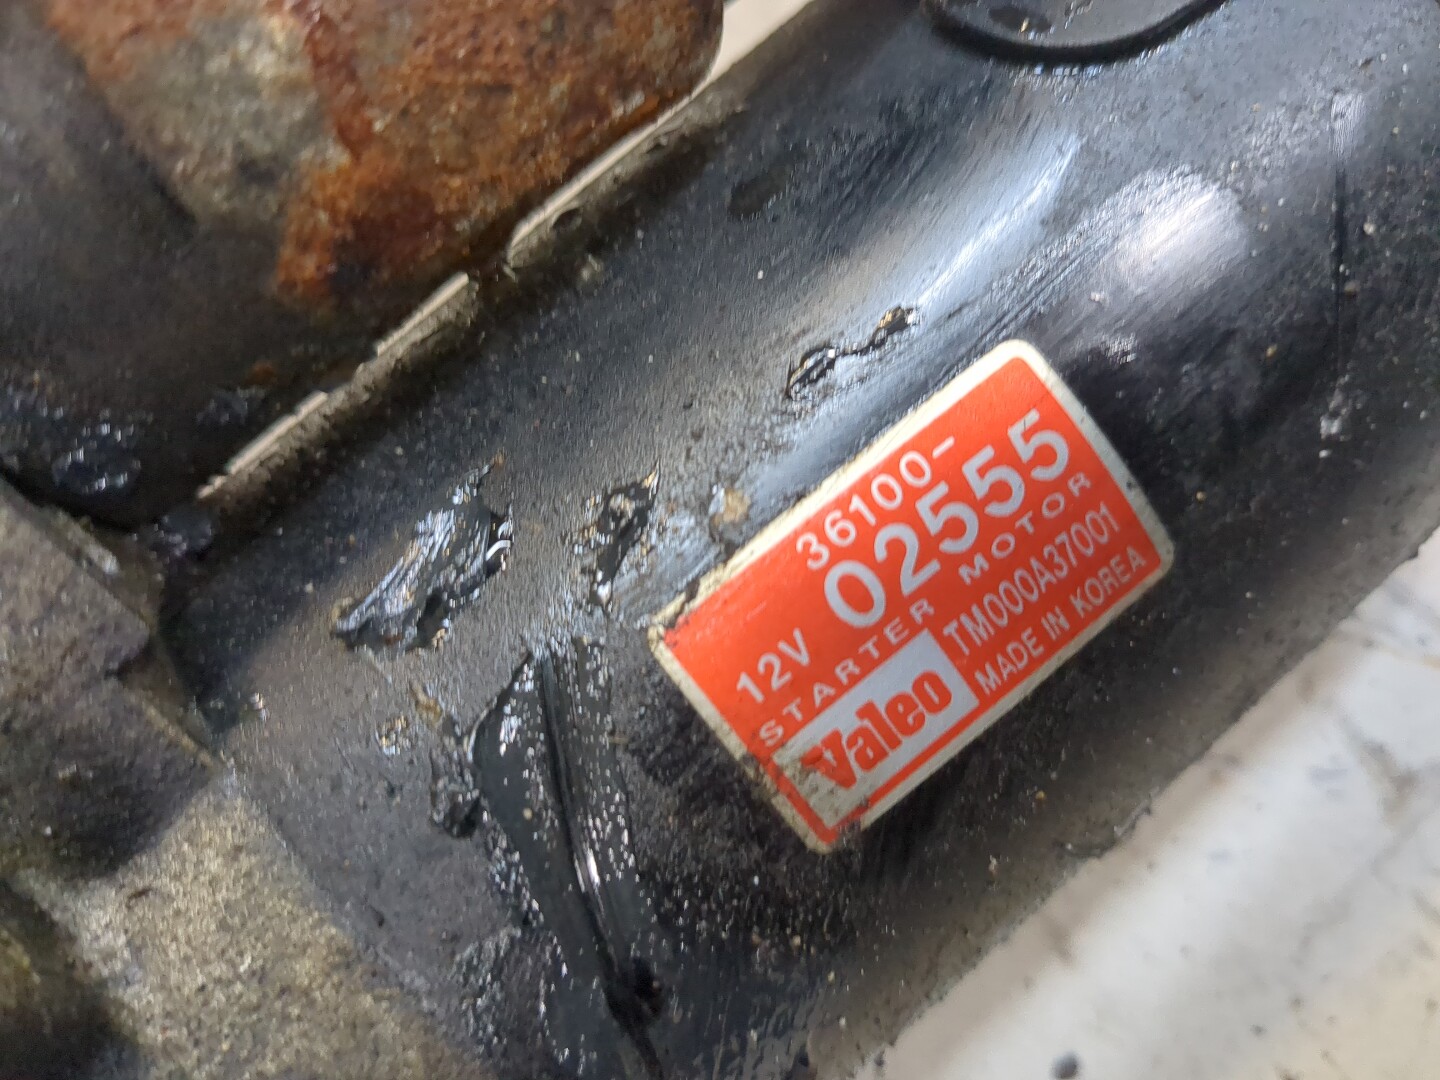 36100-
12V 02555
STARTER MOTOR
Valeo TM000A37001
MADE IN KOREA